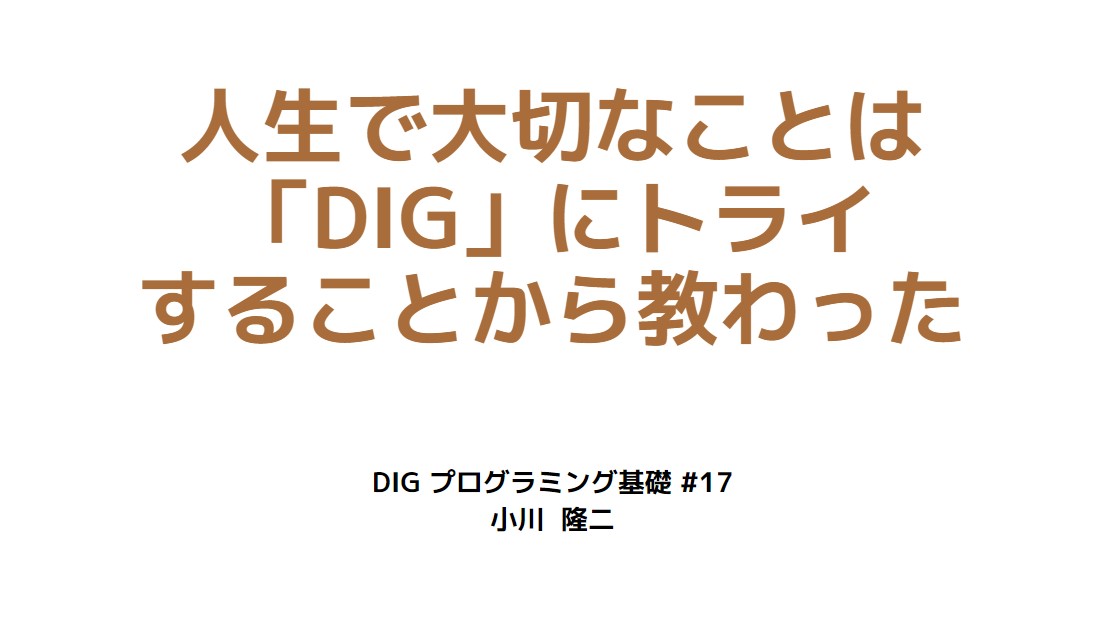 人生で大切なことは
「DIG」にトライ
することから教わった
DIG プログラミング基礎 #17
小川 隆二